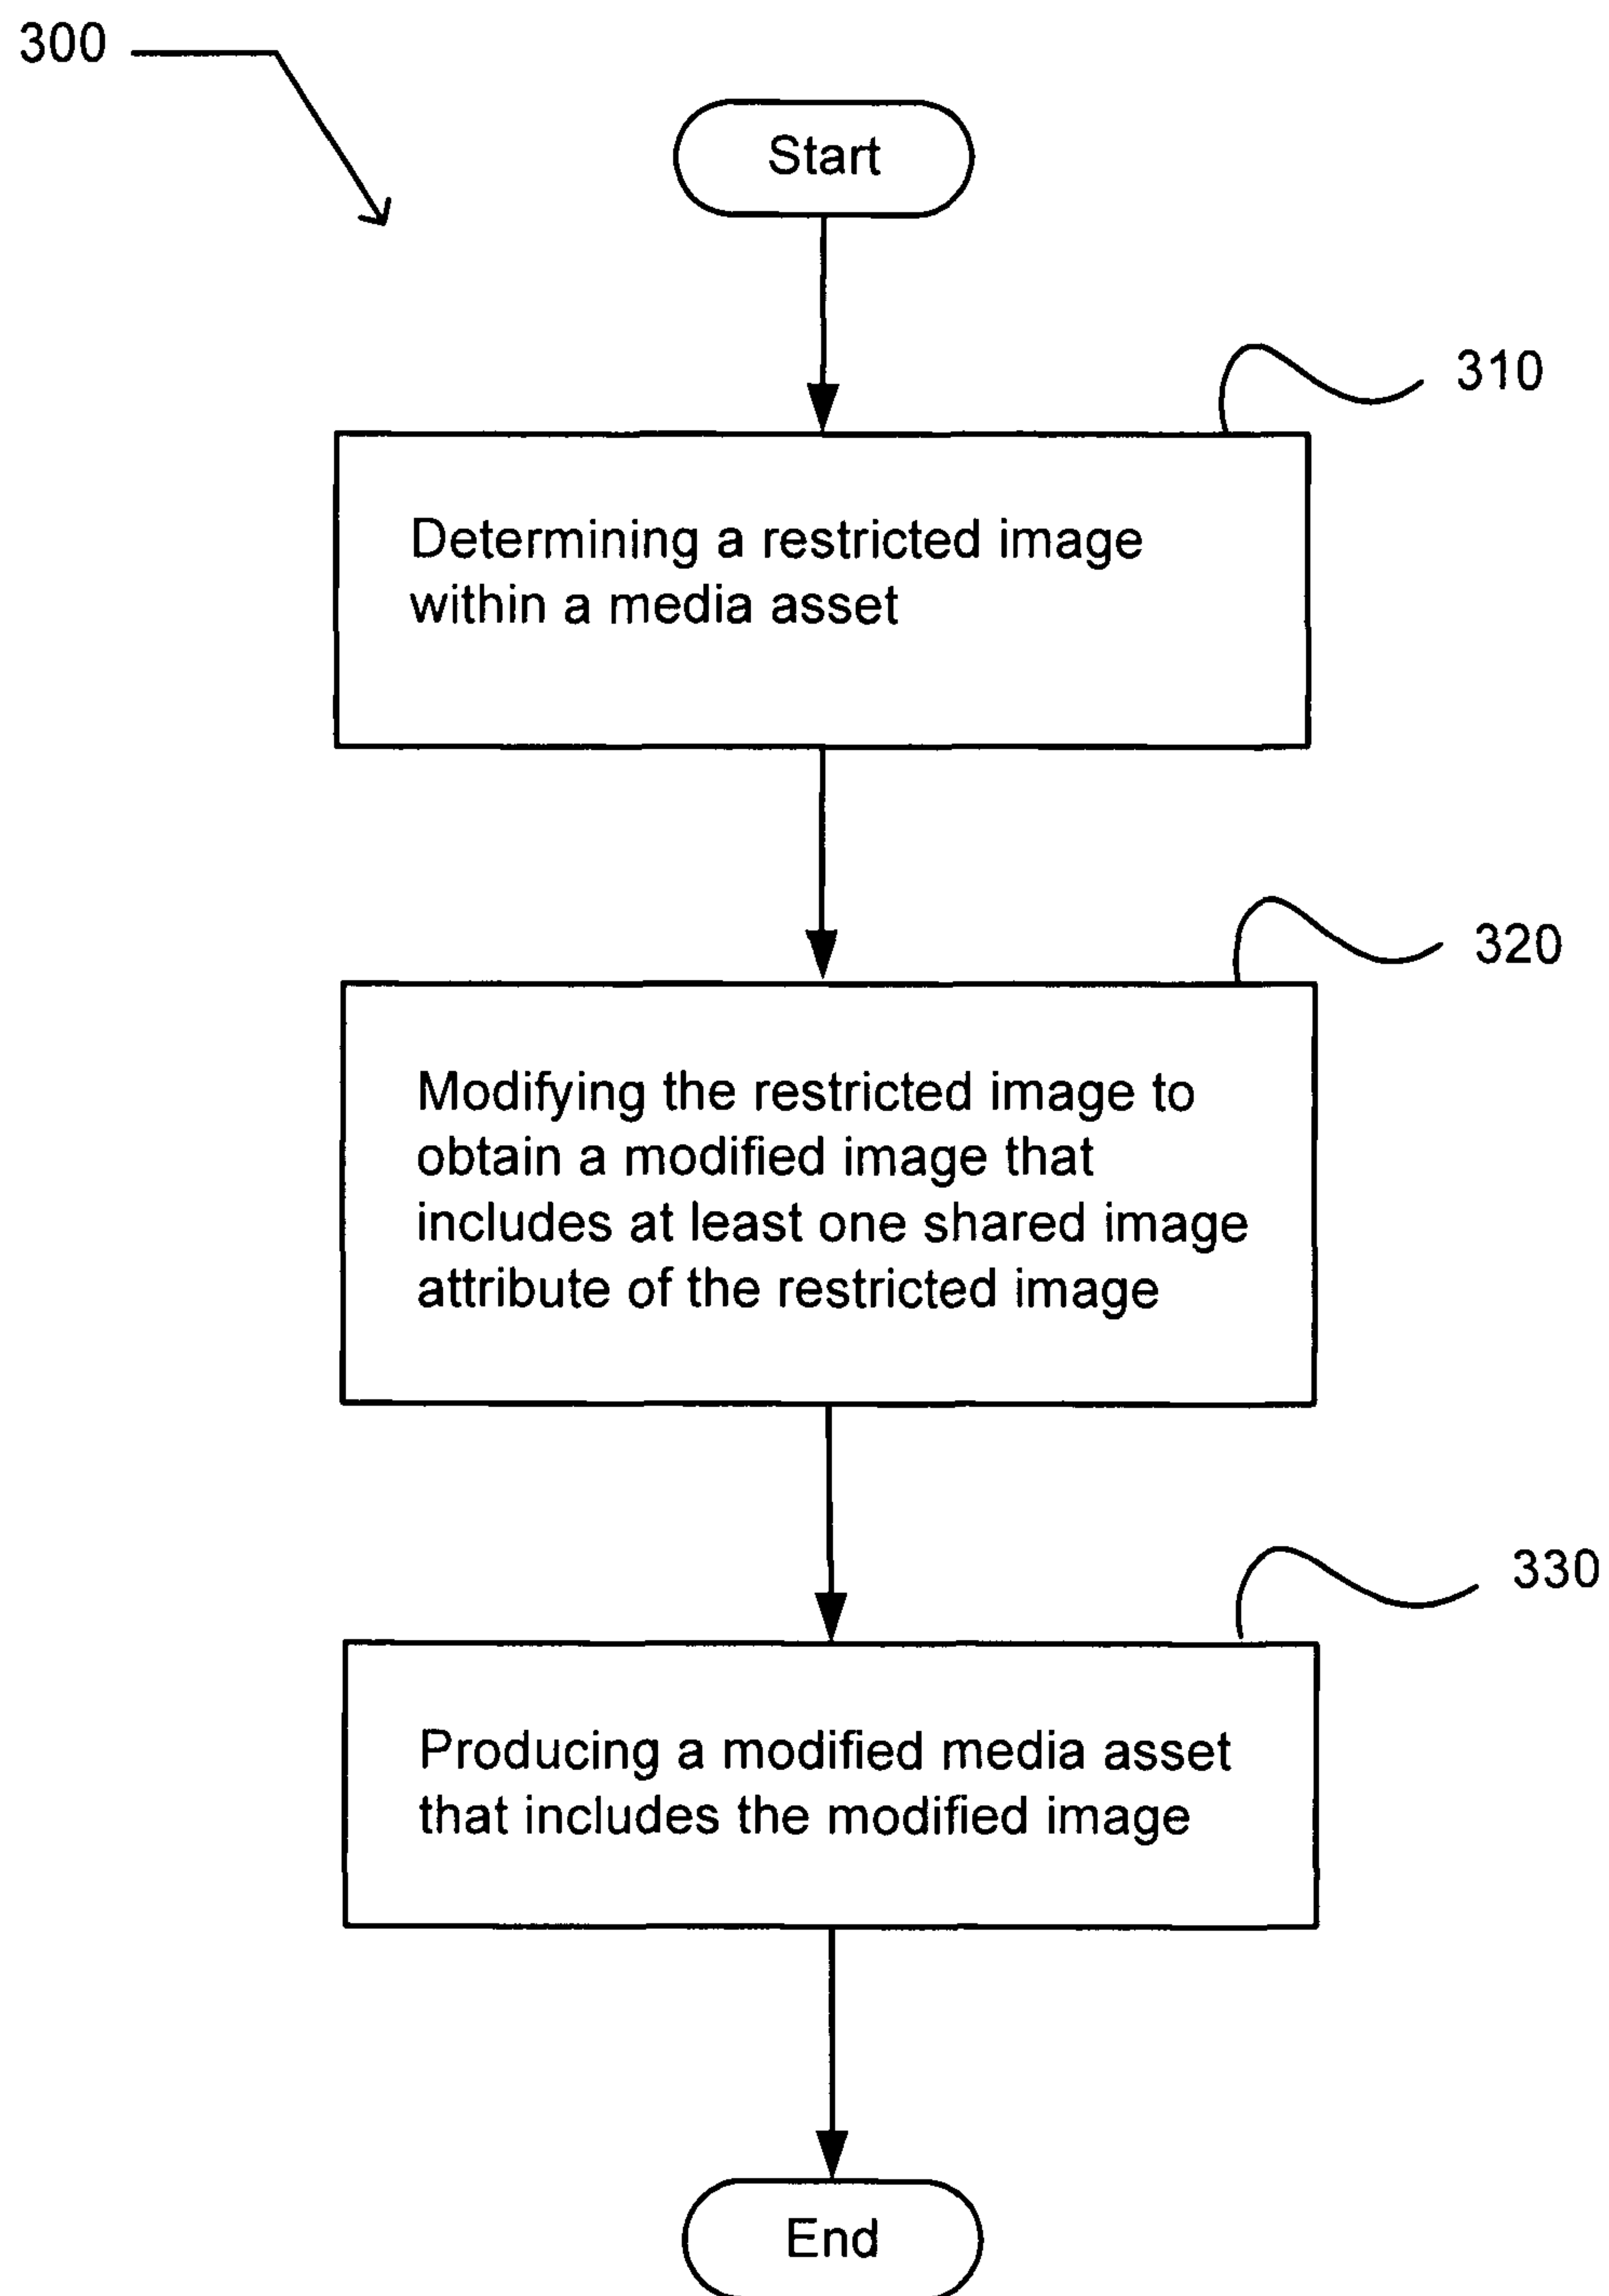 300
Start
310
Determining a restricted image
within a media asset
320
Modifying the restricted image to
obtain a modified image that
includes at least one shared image
attribute of the restricted image
330
Producing a modified media asset
that includes the modified image
End